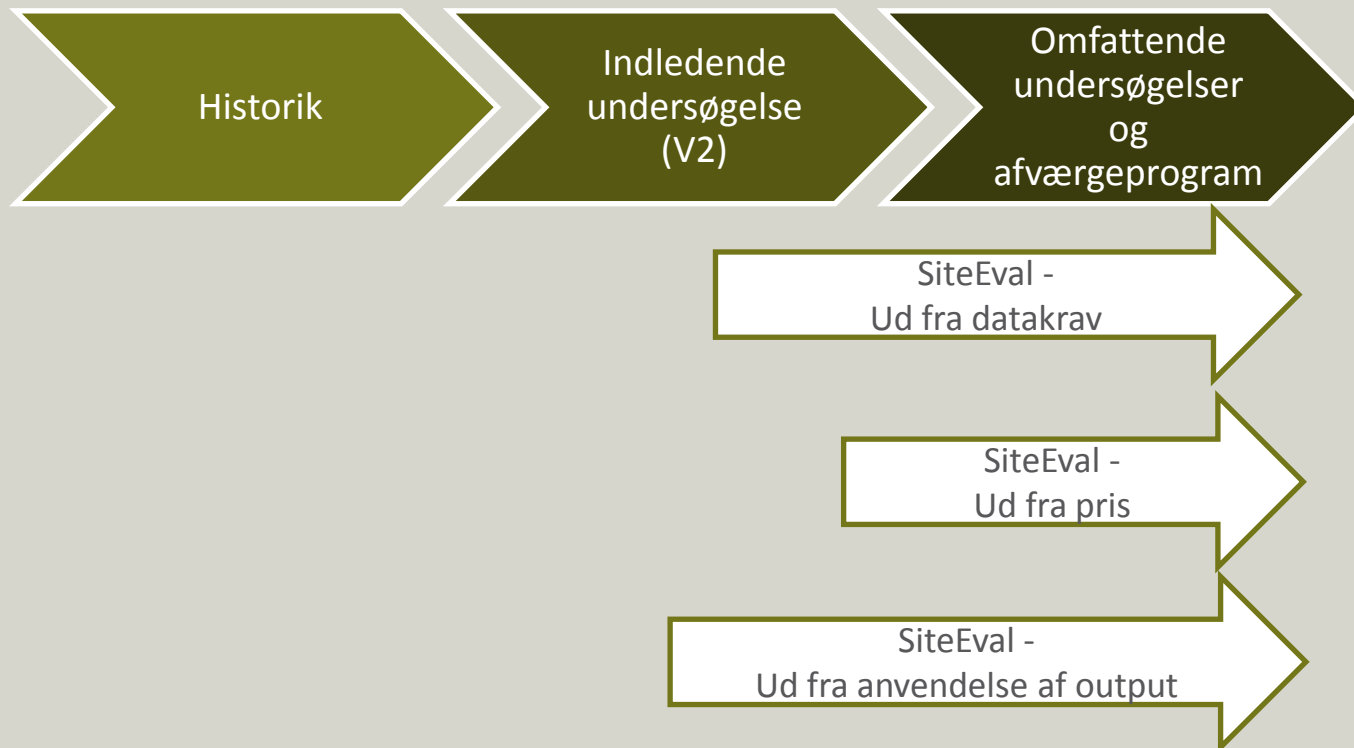 Historik
Indledende
undersøgelse
(V2)
Omfattende
undersøgelser
og
afværgeprogram
SiteEval -
Ud fra datakrav
SiteEval -
Ud fra pris
SiteEval -
Ud fra anvendelse af output